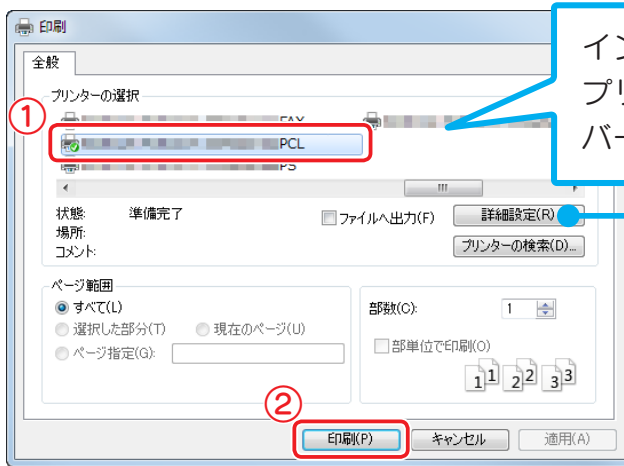 印刷
全般
プリンターの選択
①
FAX
PCL
PS
状態: 準備完了
場所:
コメント:
ファイルへ出力(F)
詳細設定(R)
プリンターの検索(D)...
ページ範囲
すべて(L)
選択した部分(T) 現在のページ(U)
ページ指定(G):
部数(C): 1
部単位で印刷(O)
1 1 2 2 3 3
②
印刷(P) キャンセル 適用(A)
イン
プリ
バー